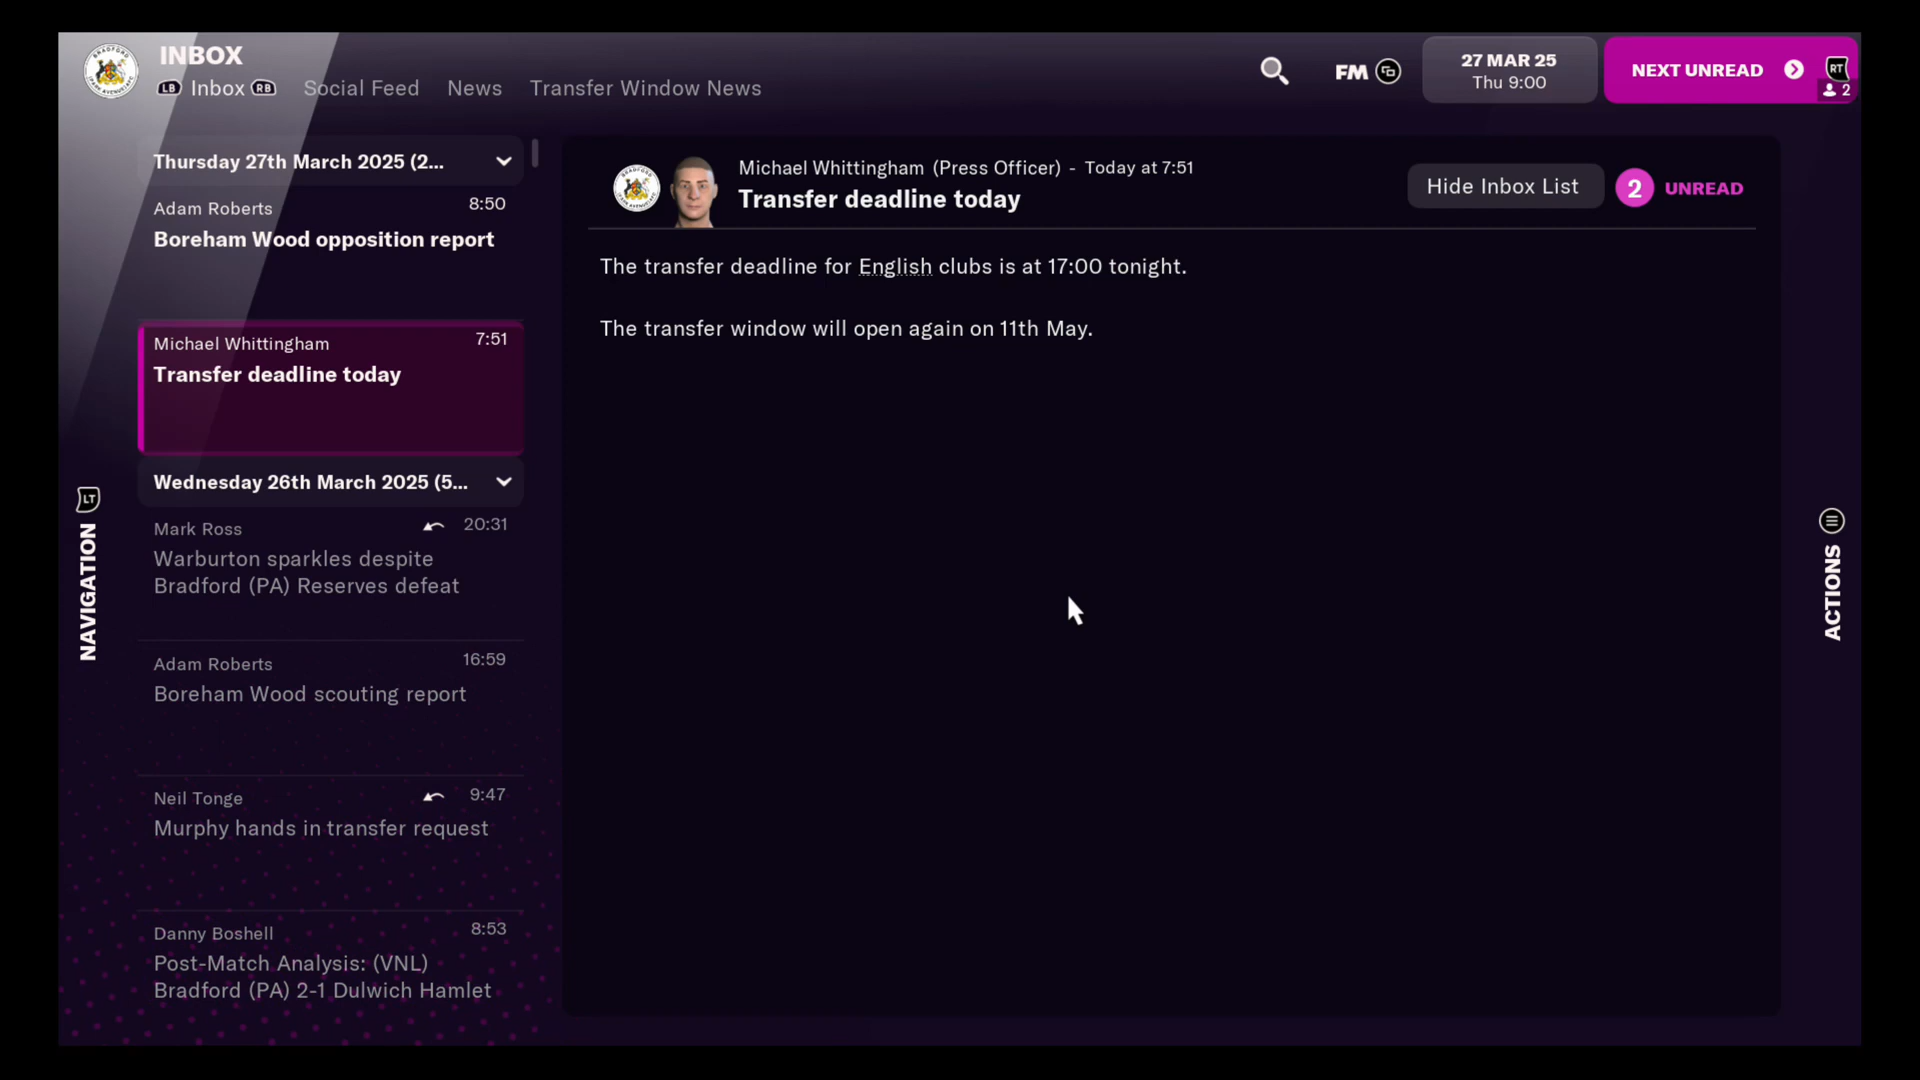 INBOX
LB Inbox RB Social Feed News Transfer Window News
FM
27 MAR 25
Thu 9:00
NEXT UNREAD
RT
2
Thursday 27th March 2025 (2...
Adam Roberts 8:50
Boreham Wood opposition report
Michael Whittingham 7:51
Transfer deadline today
Wednesday 26th March 2025 (5...
Mark Ross 20:31
Warburton sparkles despite
Bradford (PA) Reserves defeat
Adam Roberts 16:59
Boreham Wood scouting report
Neil Tonge 9:47
Murphy hands in transfer request
Danny Boshell 8:53
Post-Match Analysis: (VNL)
Bradford (PA) 2-1 Dulwich Hamlet
Michael Whittingham (Press Officer) - Today at 7:51
Transfer deadline today
Hide Inbox List
2 UNREAD
The transfer deadline for English clubs is at 17:00 tonight.
The transfer window will open again on 11th May.
LT
NAVIGATION
ACTIONS